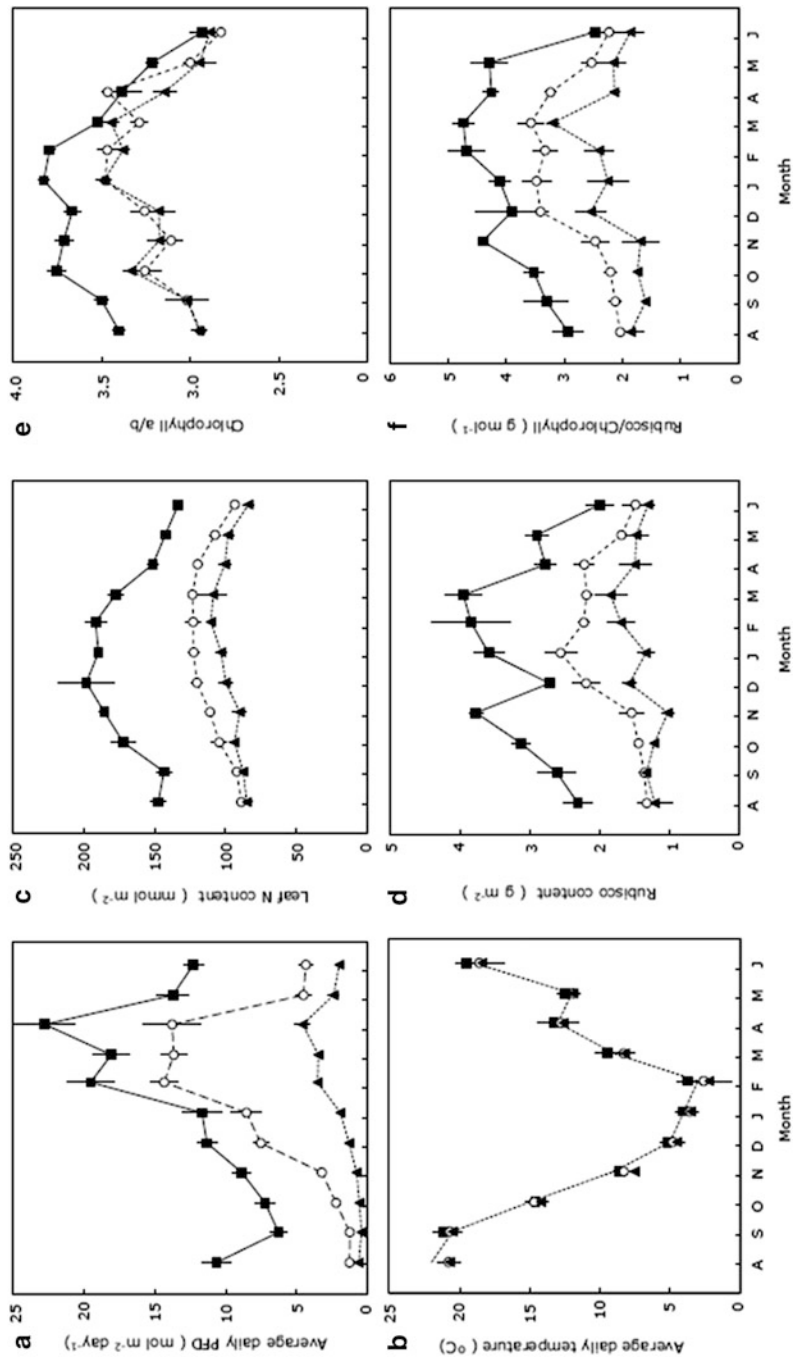 a
Average daily PFD ( mol m⁻² day⁻¹)
25
20
15
10
5
0
b
Average daily temperature ( ºC)
25
20
15
10
5
0
A S O N D J F M A M J
Month
c
Leaf N content ( mmol m⁻² )
250
200
150
100
50
0
d
Rubisco content ( g m⁻² )
5
4
3
2
1
0
A S O N D J F M A M J
Month
e
Chlorophyll a/b
4.0
3.5
3.0
2.5
0
f
Rubisco/Chlorophyll ( g mol⁻¹ )
6
5
4
3
2
1
0
A S O N D J F M A M J
Month